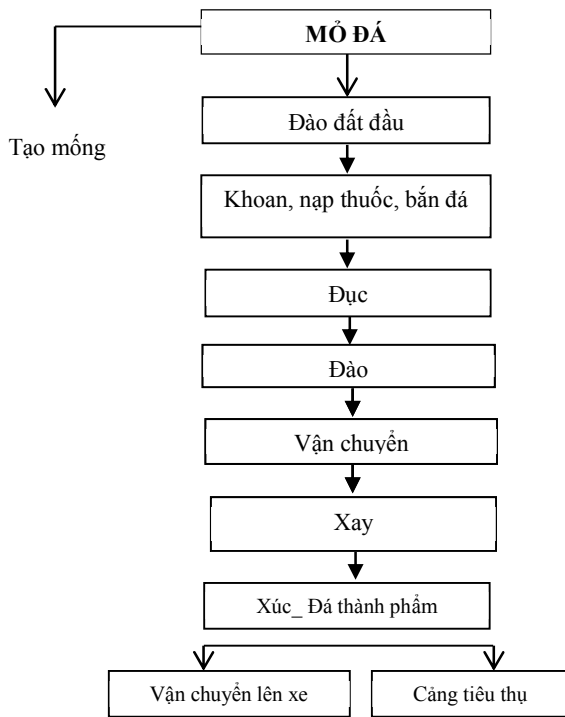 MỎ ĐÁ
Tạo mống
Đào đất đầu
Khoan, nạp thuốc, bắn đá
Đục
Đào
Vận chuyển
Xay
Xúc_ Đá thành phẩm
Vận chuyển lên xe
Cảng tiêu thụ